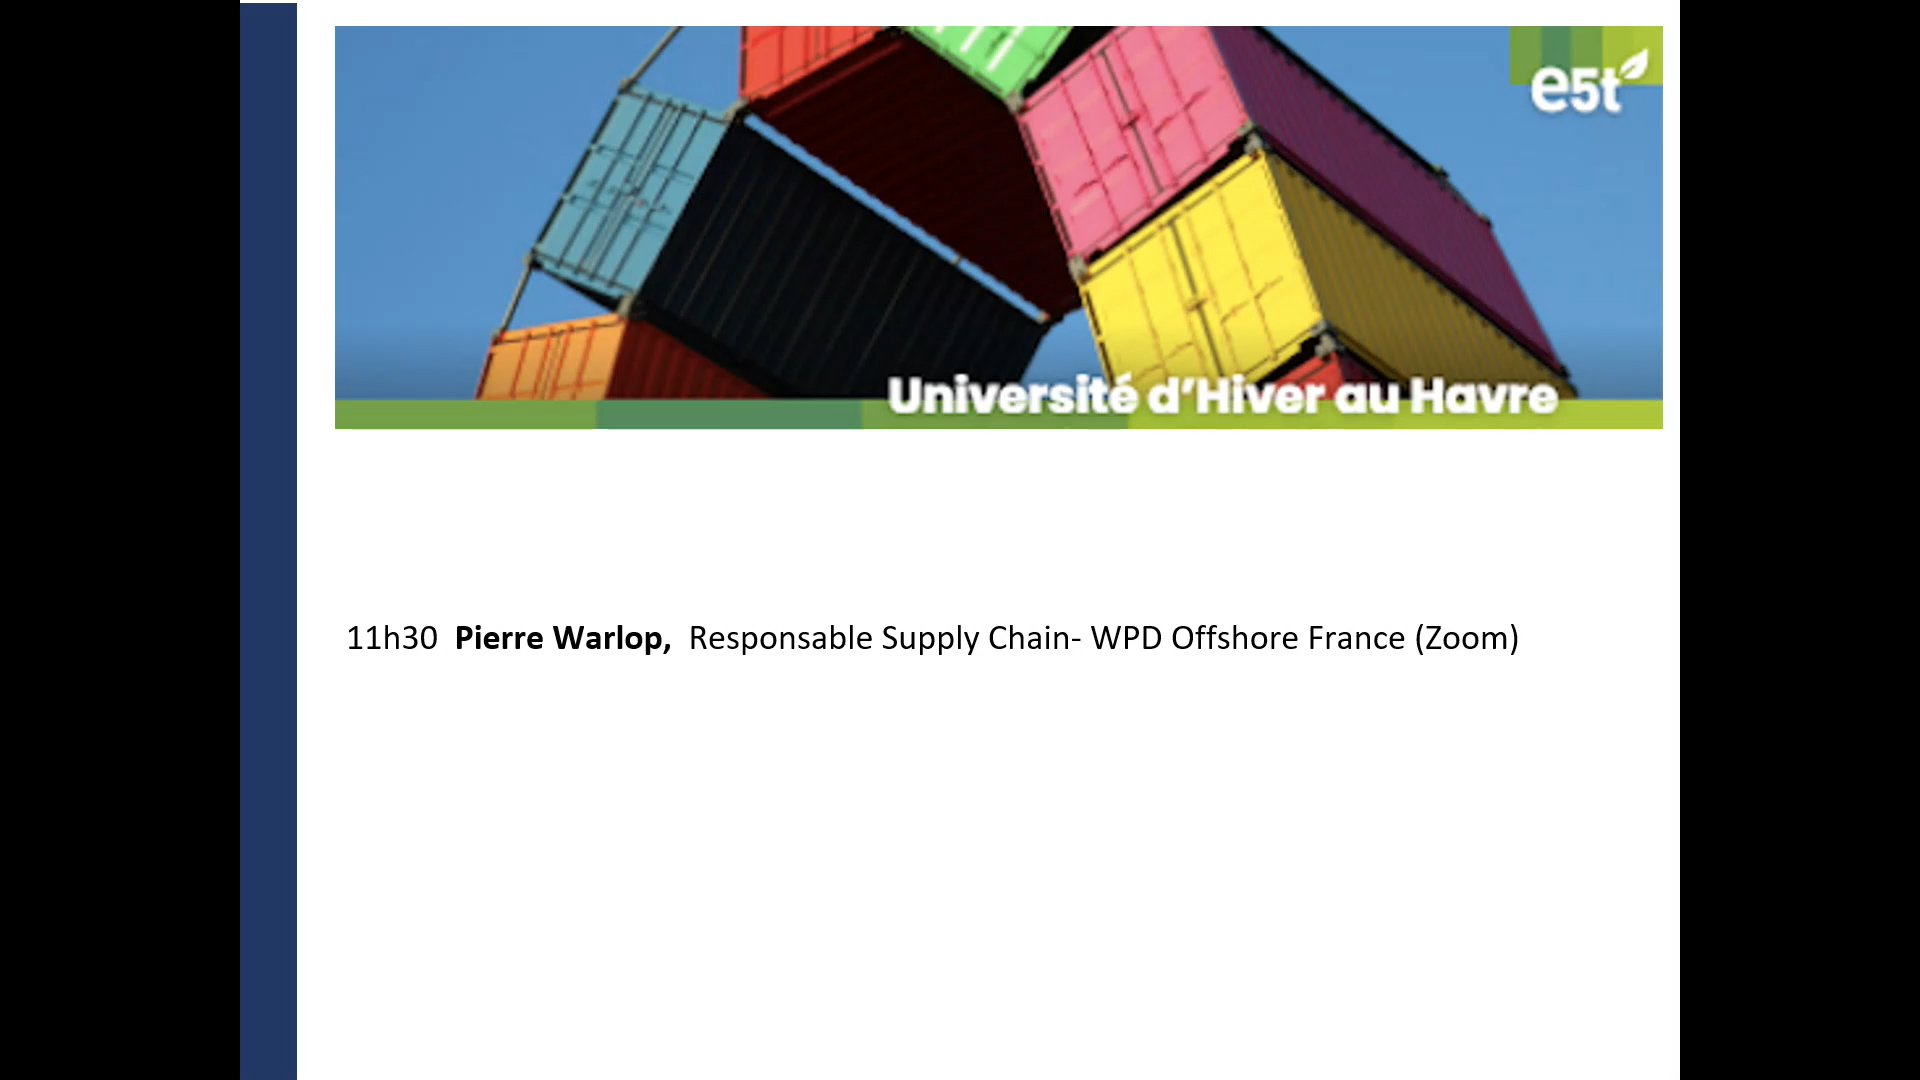 e5t
Université d'Hiver au Havre
11h30 Pierre Warlop, Responsable Supply Chain- WPD Offshore France (Zoom)